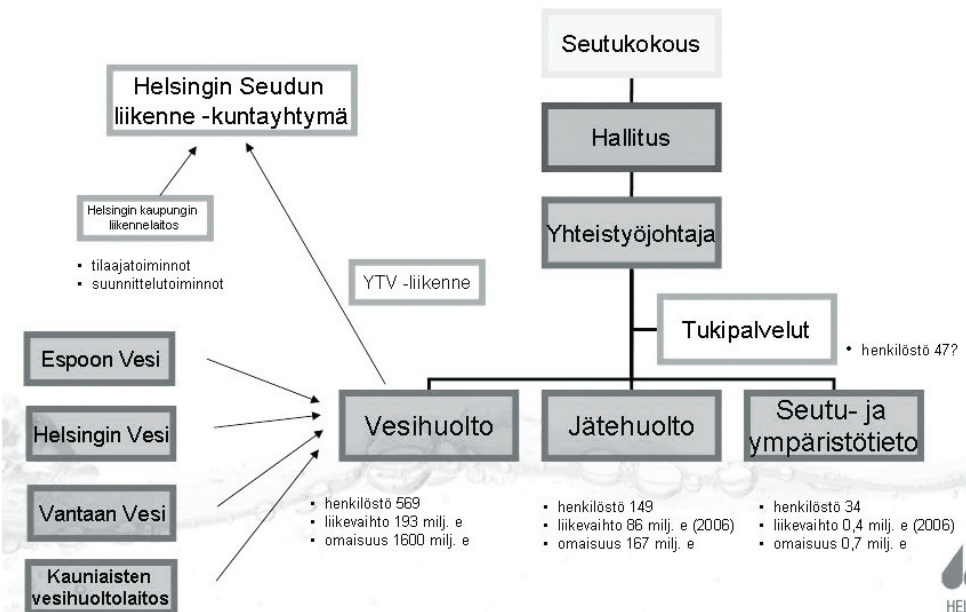 Seutukokous
Helsingin Seudun
liikenne -kuntayhtymä
Hallitus
Helsingin kaupungin
liikennelaitos
Yhteistyöjohtaja
▪ tilaajatoiminnot
▪ suunnittelutoiminnot
YTV -liikenne
Tukipalvelut
▪ henkilöstö 47?
Espoon Vesi
Helsingin Vesi
Vantaan Vesi
Kauniaisten
vesihuoltolaitos
Vesihuolto
▪ henkilöstö 569
▪ liikevaihto 193 milj. e
▪ omaisuus 1600 milj. e
Jätehuolto
▪ henkilöstö 149
▪ liikevaihto 86 milj. e (2006)
▪ omaisuus 167 milj. e
Seutu- ja
ympäristötieto
▪ henkilöstö 34
▪ liikevaihto 0,4 milj. e (2006)
▪ omaisuus 0,7 milj. e
HEL